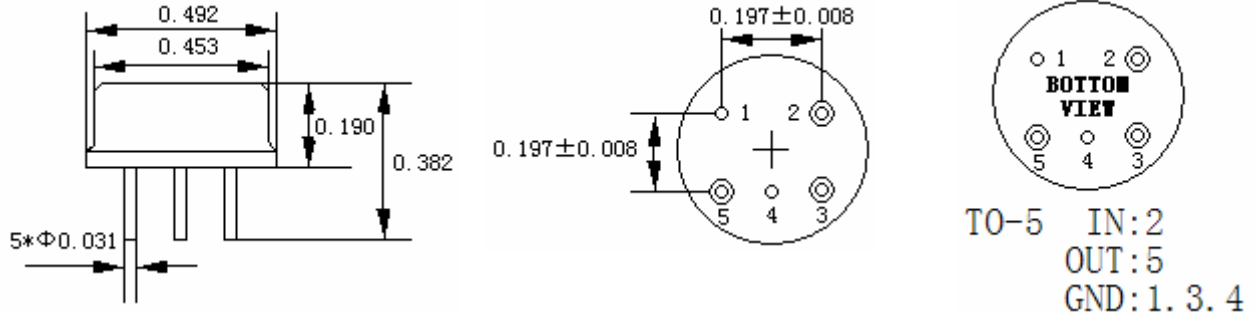 0.492
0.453
0.190
0.382
5*Φ0.031
0.197±0.008
1 2
0.197±0.008
5 4 3
1 2
BOTTOM
VIEW
5 4 3
TO-5 IN:2
OUT:5
GND:1.3.4